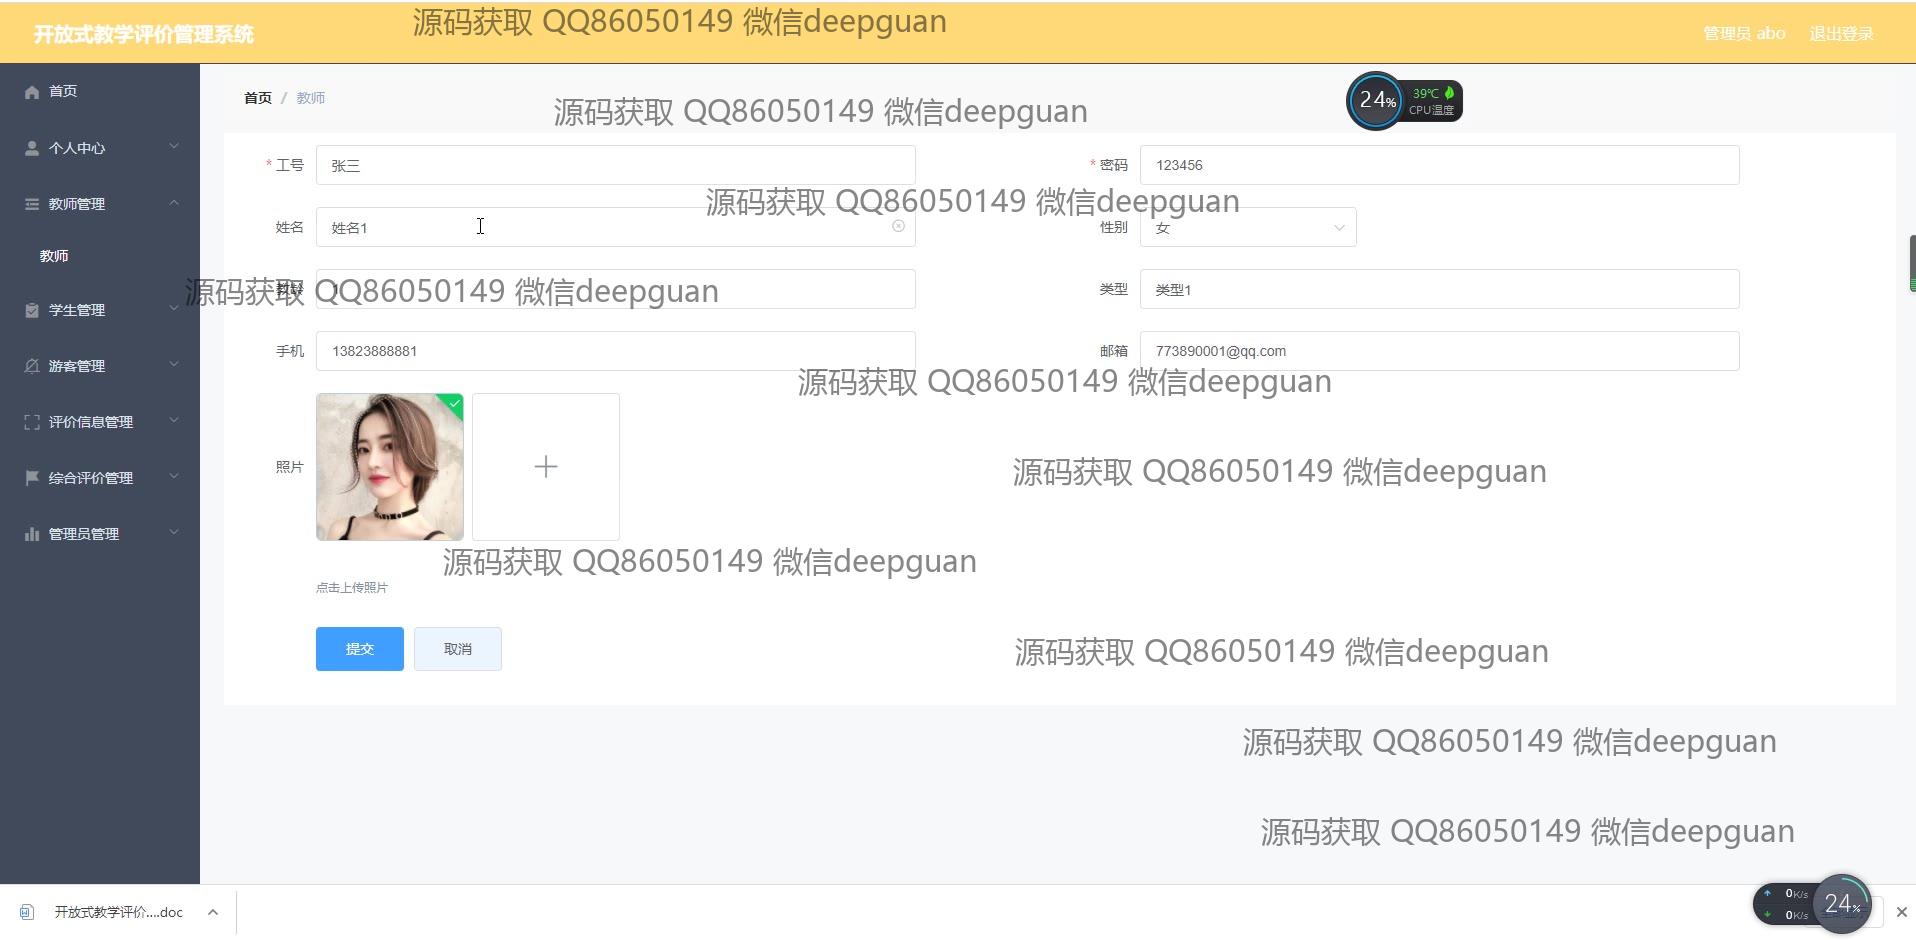 源码获取 QQ86050149 微信deepguan
开放式教学评价管理系统
管理员 abo
退出登录
首页
首页 / 教师
源码获取 QQ86050149 微信deepguan
24%
39℃
CPU温度
个人中心
* 工号 张三
* 密码 123456
教师管理
源码获取 QQ86050149 微信deepguan
姓名 姓名1
性别 女
教师
源码获取 QQ86050149 微信deepguan
教龄
类型 类型1
学生管理
手机 13823888881
邮箱 773890001@qq.com
游客管理
源码获取 QQ86050149 微信deepguan
评价信息管理
照片
源码获取 QQ86050149 微信deepguan
综合评价管理
管理员管理
源码获取 QQ86050149 微信deepguan
点击上传照片
提交
取消
源码获取 QQ86050149 微信deepguan
源码获取 QQ86050149 微信deepguan
源码获取 QQ86050149 微信deepguan
开放式教学评价....doc
0K/s
0K/s
24%